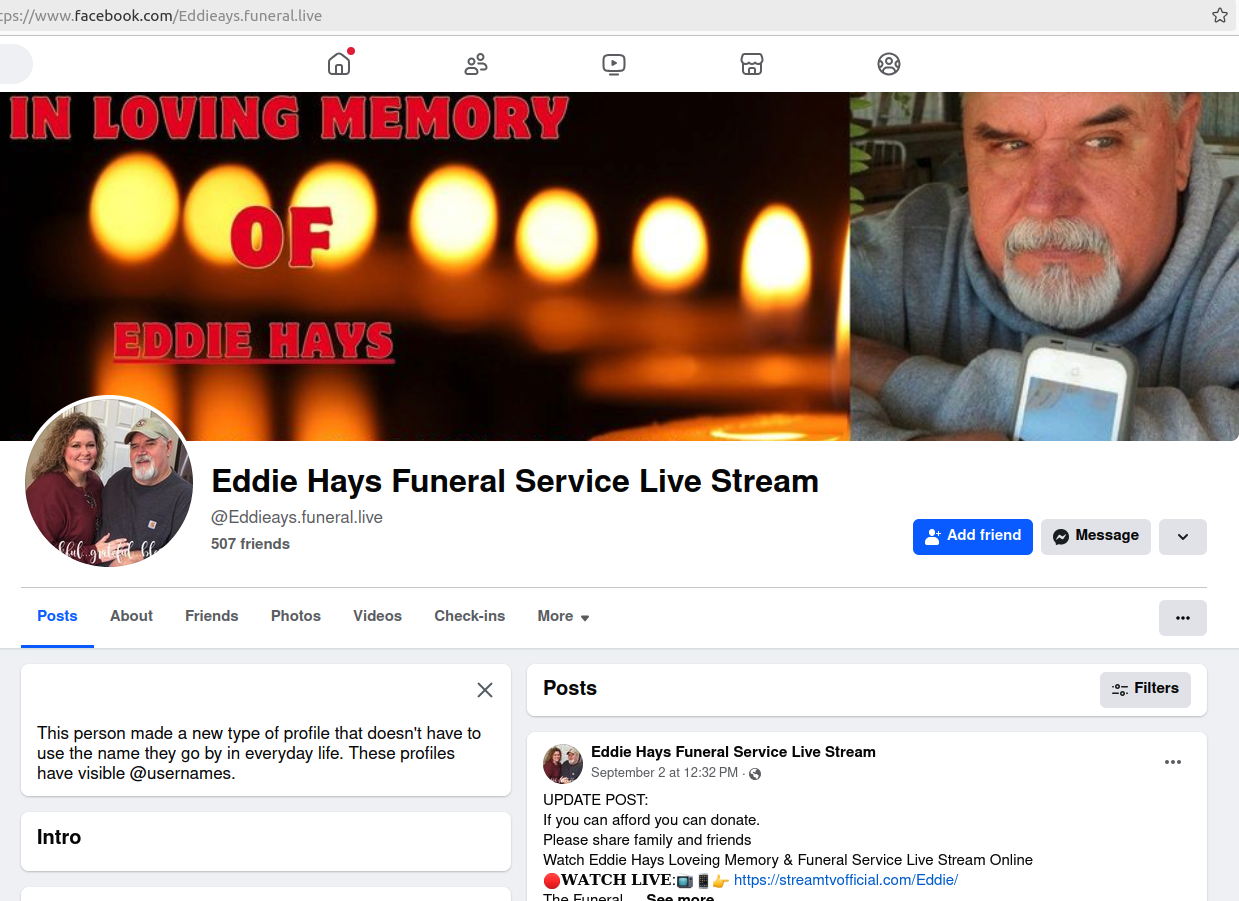 ps://www.facebook.com/Eddieays.funeral.live
IN LOVING MEMORY
OF
EDDIE HAYS
Eddie Hays Funeral Service Live Stream
@Eddieays.funeral.live
507 friends
Add friend
Message
Posts
About
Friends
Photos
Videos
Check-ins
More
This person made a new type of profile that doesn't have to
use the name they go by in everyday life. These profiles
have visible @usernames.
Intro
Posts
Filters
Eddie Hays Funeral Service Live Stream
September 2 at 12:32 PM ·
UPDATE POST:
If you can afford you can donate.
Please share family and friends
Watch Eddie Hays Loveing Memory & Funeral Service Live Stream Online
🔴𝐖𝐀𝐓𝐂𝐇 𝐋𝐈𝐕𝐄:📺📱👉 https://streamtvofficial.com/Eddie/
The Funeral... See more